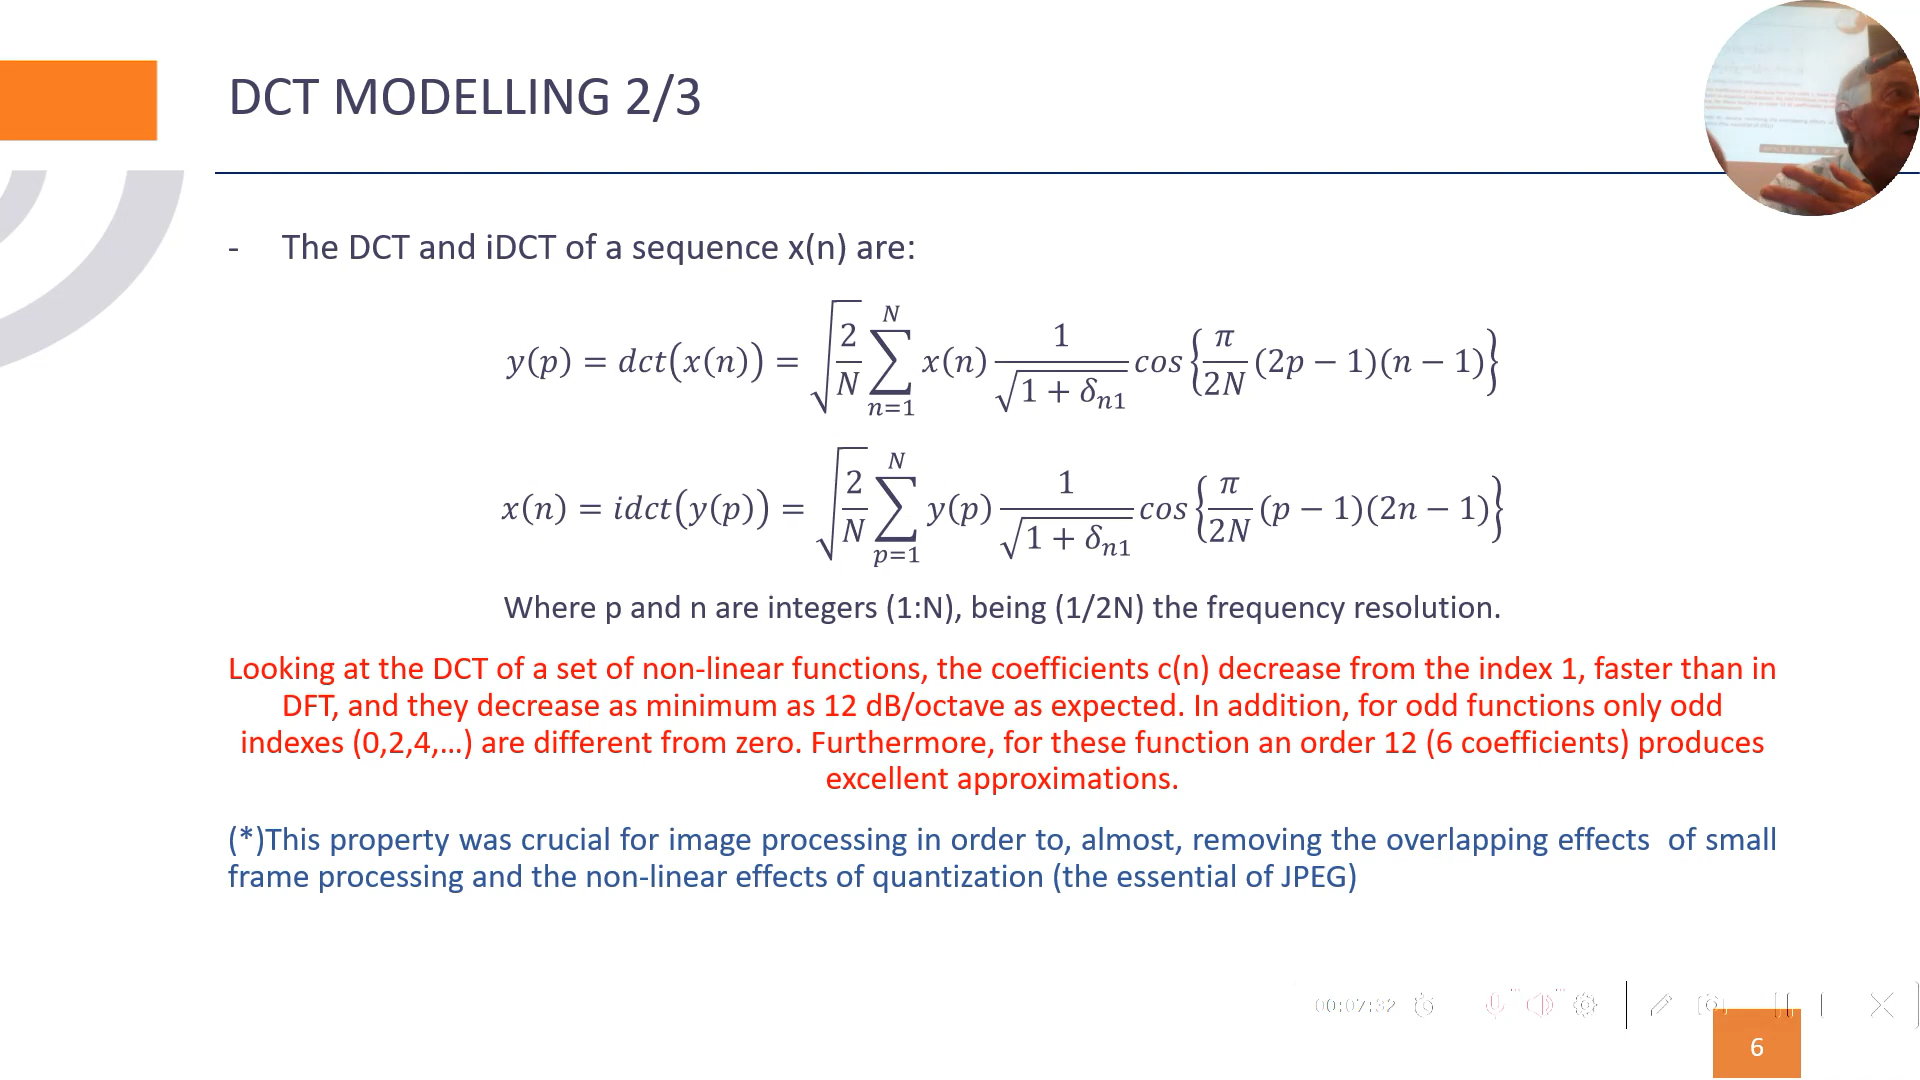 DCT MODELLING 2/3
- The DCT and iDCT of a sequence x(n) are:
y(p) = dct(x(n)) = √(2/N) ∑_{n=1}^{N} x(n) 1/√(1 + δ_{n1}) cos{π/2N (2p − 1)(n − 1)}
x(n) = idct(y(p)) = √(2/N) ∑_{p=1}^{N} y(p) 1/√(1 + δ_{n1}) cos{π/2N (p − 1)(2n − 1)}
Where p and n are integers (1:N), being (1/2N) the frequency resolution.
Looking at the DCT of a set of non-linear functions, the coefficients c(n) decrease from the index 1, faster than in
DFT, and they decrease as minimum as 12 dB/octave as expected. In addition, for odd functions only odd
indexes (0,2,4,…) are different from zero. Furthermore, for these function an order 12 (6 coefficients) produces
excellent approximations.
(*)This property was crucial for image processing in order to, almost, removing the overlapping effects of small
frame processing and the non-linear effects of quantization (the essential of JPEG)
00:07:32
6